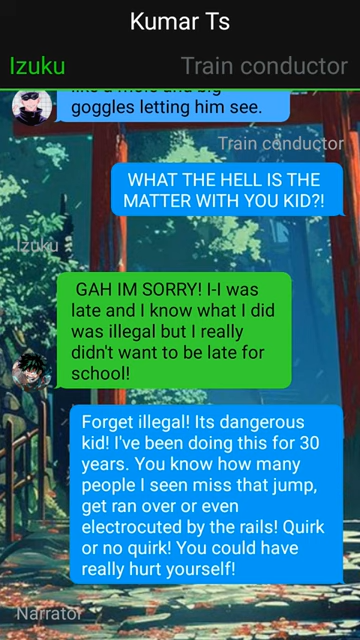 Kumar Ts
Izuku
Train conductor
goggles letting him see.
Train conductor
WHAT THE HELL IS THE
MATTER WITH YOU KID?!
Izuku
GAH IM SORRY! I-I was
late and I know what I did
was illegal but I really
didn't want to be late for
school!
Forget illegal! Its dangerous
kid! I've been doing this for 30
years. You know how many
people I seen miss that jump,
get ran over or even
electrocuted by the rails! Quirk
or no quirk! You could have
really hurt yourself!
Narrator